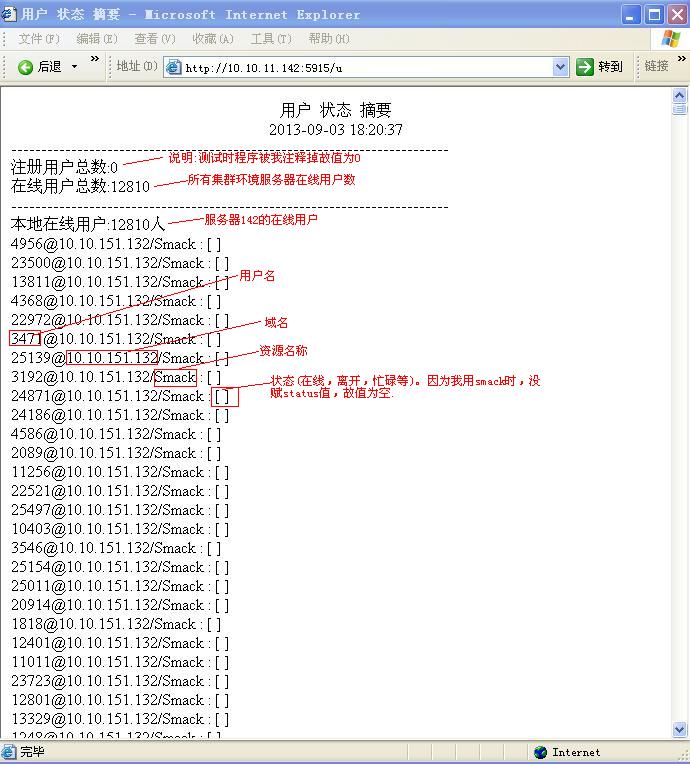 用户 状态 摘要 - Microsoft Internet Explorer
文件(F) 编辑(E) 查看(V) 收藏(A) 工具(T) 帮助(H)
后退 » 地址(D) http://10.10.11.142:5915/u 转到 链接 »
用户 状态 摘要
2013-09-03 18:20:37
注册用户总数:0 说明:测试时程序被我注释掉故值为0
在线用户总数:12810 所有集群环境服务器在线用户数
本地在线用户:12810人 服务器142的在线用户
4956@10.10.151.132/Smack : [ ]
23500@10.10.151.132/Smack : [ ]
13811@10.10.151.132/Smack : [ ]
用户名
4368@10.10.151.132/Smack : [ ]
22972@10.10.151.132/Smack : [ ]
域名
3471@10.10.151.132/Smack : [ ]
25139@10.10.151.132/Smack : [ ]
资源名称
3192@10.10.151.132/Smack : [ ]
状态(在线,离开,忙碌等)。因为我用smack时,没
赋status值,故值为空.
24871@10.10.151.132/Smack : [ ]
24186@10.10.151.132/Smack : [ ]
4586@10.10.151.132/Smack : [ ]
2089@10.10.151.132/Smack : [ ]
11256@10.10.151.132/Smack : [ ]
22521@10.10.151.132/Smack : [ ]
25497@10.10.151.132/Smack : [ ]
10403@10.10.151.132/Smack : [ ]
3546@10.10.151.132/Smack : [ ]
25154@10.10.151.132/Smack : [ ]
25011@10.10.151.132/Smack : [ ]
20914@10.10.151.132/Smack : [ ]
1818@10.10.151.132/Smack : [ ]
12401@10.10.151.132/Smack : [ ]
11011@10.10.151.132/Smack : [ ]
23723@10.10.151.132/Smack : [ ]
12801@10.10.151.132/Smack : [ ]
13329@10.10.151.132/Smack : [ ]
1248@10.10.151.132/Smack : [ ]
完毕 Internet